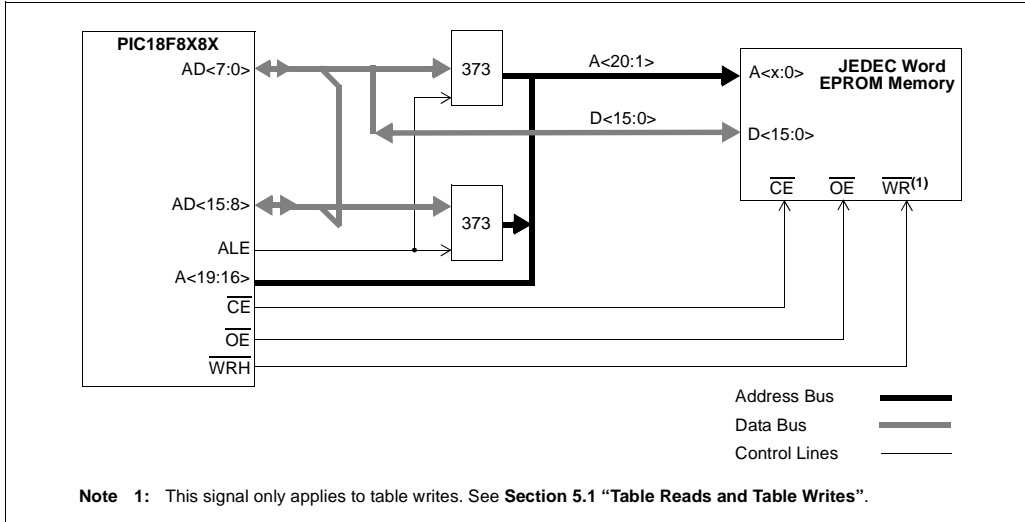 PIC18F8X8X
AD<7:0>
373
A<20:1>
A<x:0>
JEDEC Word
EPROM Memory
D<15:0>
D<15:0>
CE
OE
WR(1)
AD<15:8>
373
ALE
A<19:16>
CE
OE
WRH
Address Bus
Data Bus
Control Lines
Note 1: This signal only applies to table writes. See Section 5.1 “Table Reads and Table Writes”.